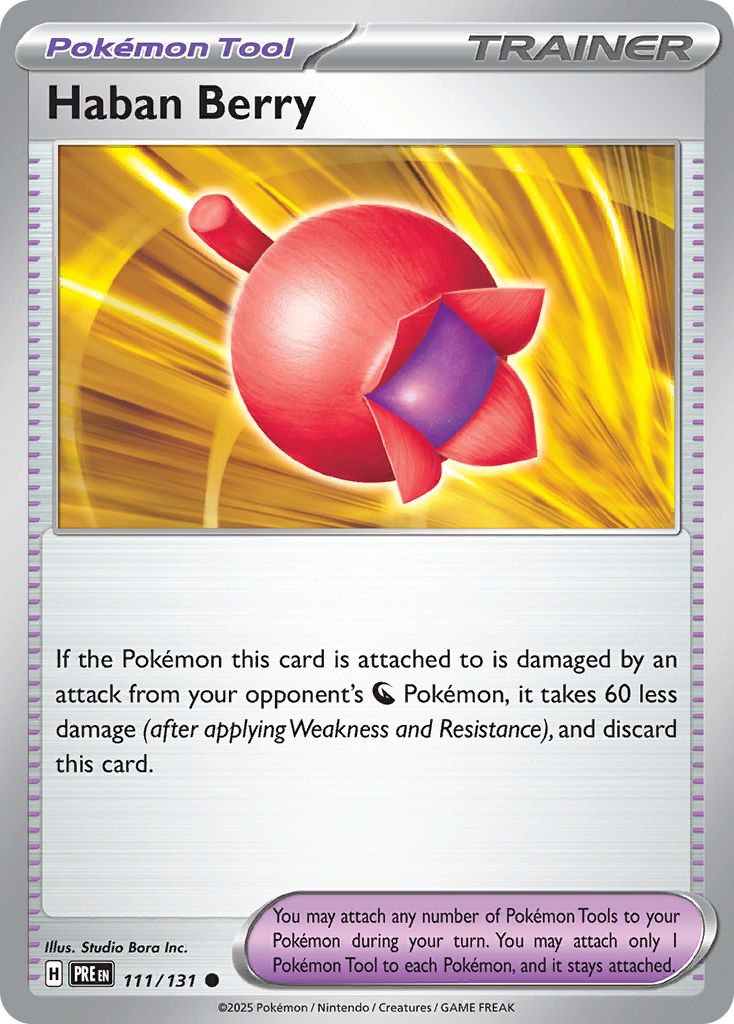 Pokémon Tool
TRAINER
Haban Berry
If the Pokémon this card is attached to is damaged by an
attack from your opponent's Pokémon, it takes 60 less
damage (after applying Weakness and Resistance), and discard
this card.
You may attach any number of Pokémon Tools to your
Pokémon during your turn. You may attach only 1
Pokémon Tool to each Pokémon, and it stays attached.
Illus. Studio Bora Inc.
H PRE EN 111/131
©2025 Pokémon / Nintendo / Creatures / GAME FREAK